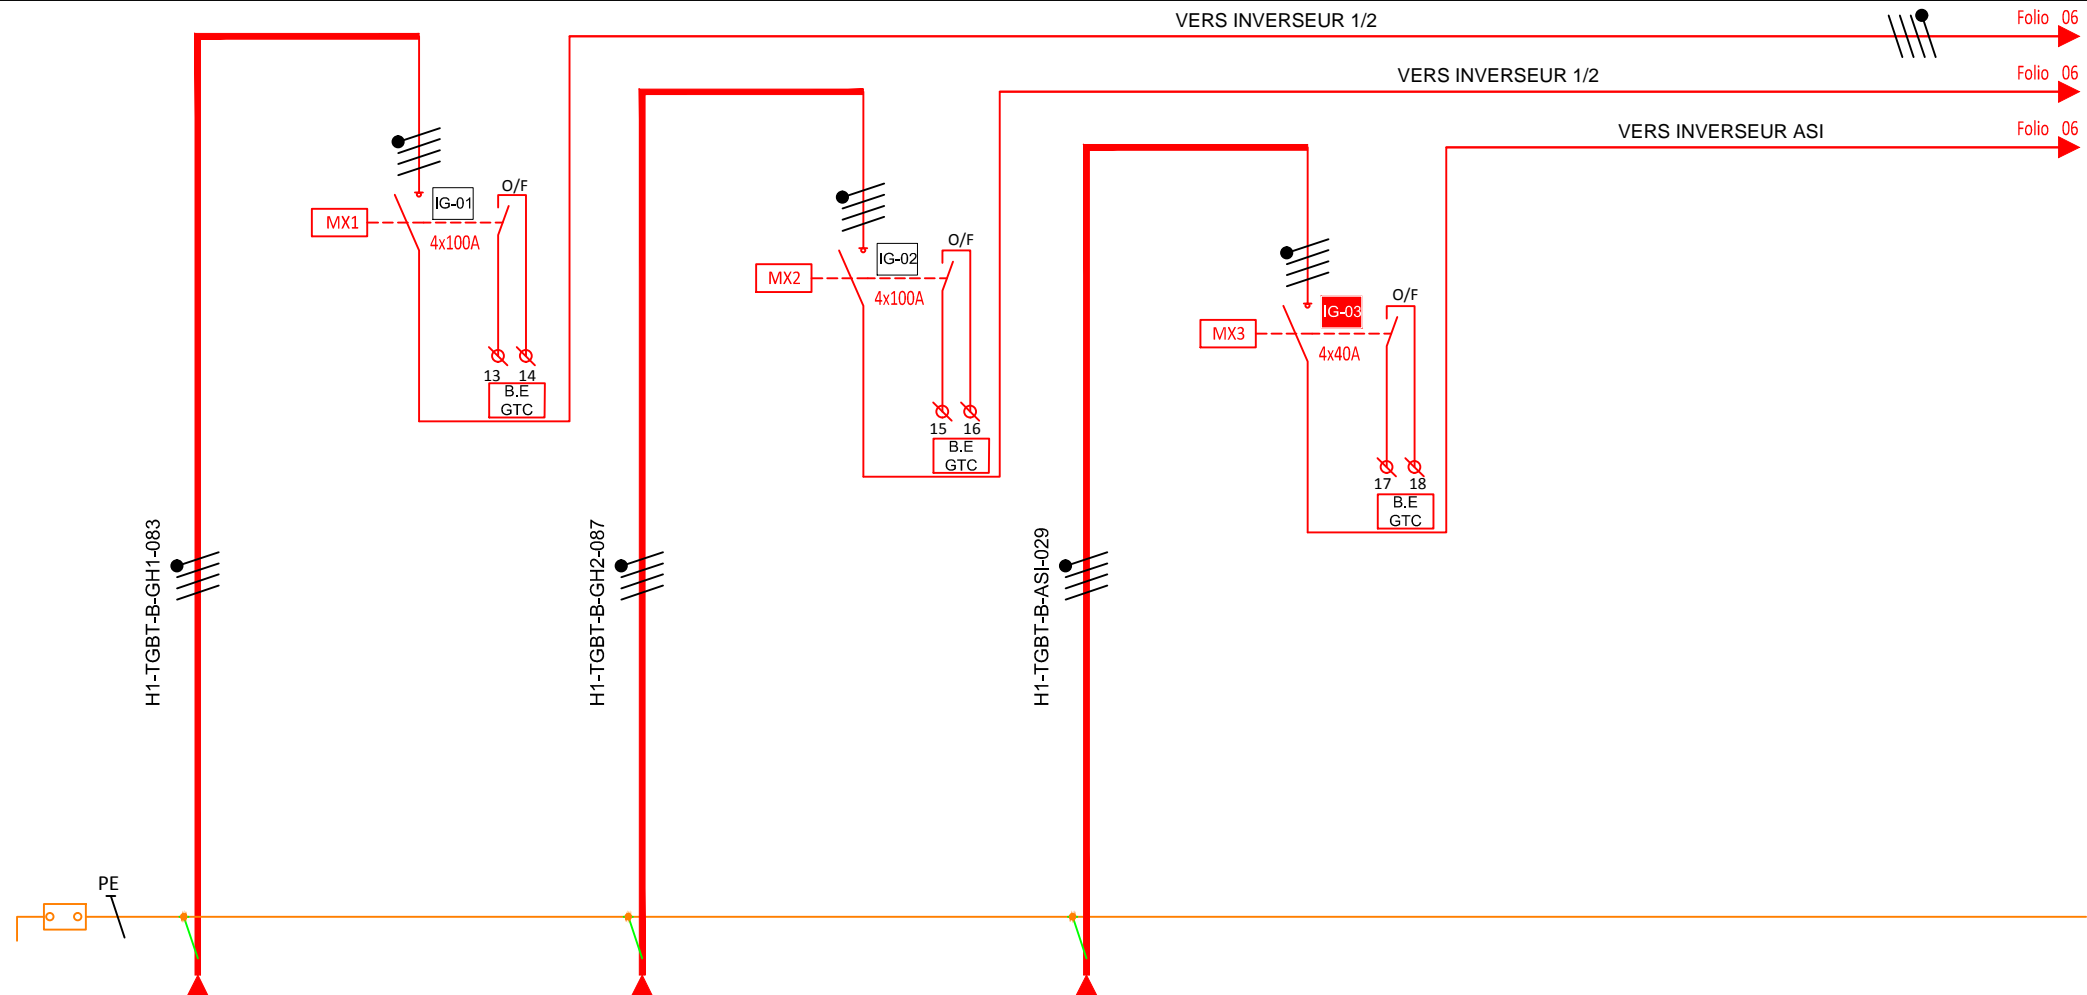 VERS INVERSEUR 1/2
Folio 06
VERS INVERSEUR 1/2
Folio 06
VERS INVERSEUR ASI
Folio 06
MX1
IG-01
4x100A
O/F
13 14
B.E
GTC
MX2
IG-02
4x100A
O/F
15 16
B.E
GTC
MX3
IG-03
4x40A
O/F
17 18
B.E
GTC
H1-TGBT-B-GH1-083
H1-TGBT-B-GH2-087
H1-TGBT-B-ASI-029
PE